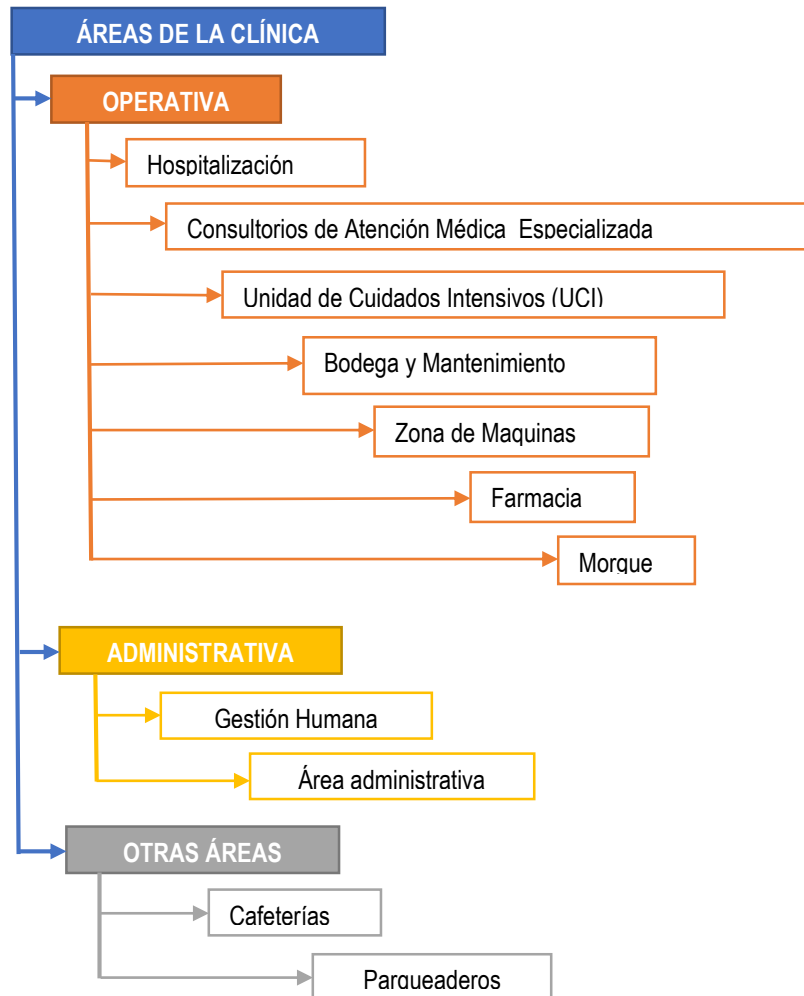 ÁREAS DE LA CLÍNICA
OPERATIVA
Hospitalización
Consultorios de Atención Médica Especializada
Unidad de Cuidados Intensivos (UCI)
Bodega y Mantenimiento
Zona de Maquinas
Farmacia
Morgue
ADMINISTRATIVA
Gestión Humana
Área administrativa
OTRAS ÁREAS
Cafeterías
Parqueaderos